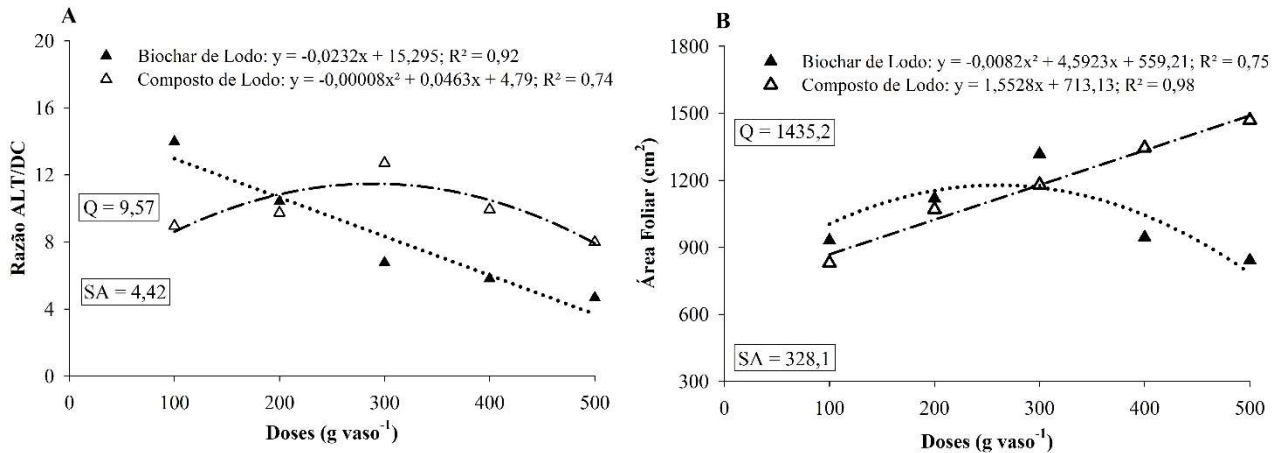 A
20
16
12
8
4
0
Razão ALT/DC
Biochar de Lodo: y = -0,0232x + 15,295; R² = 0,92
Composto de Lodo: y = -0,00008x² + 0,0463x + 4,79; R² = 0,74
Q = 9,57
SA = 4,42
0 100 200 300 400 500
Doses (g vaso⁻¹)
B
1800
1500
1200
900
600
300
Área Foliar (cm²)
Biochar de Lodo: y = -0,0082x² + 4,5923x + 559,21; R² = 0,75
Composto de Lodo: y = 1,5528x + 713,13; R² = 0,98
Q = 1435,2
SA = 328,1
0 100 200 300 400 500
Doses (g vaso⁻¹)